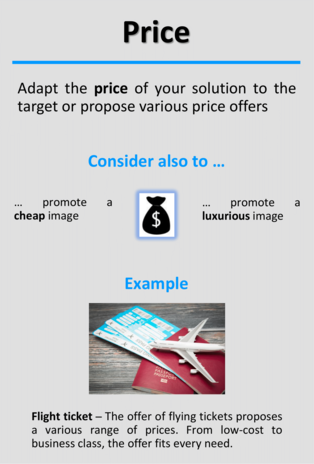 Price
Adapt the price of your solution to the
target or propose various price offers
Consider also to ...
... promote a
cheap image
$
... promote a
luxurious image
Example
Flight ticket – The offer of flying tickets proposes
a various range of prices. From low-cost to
business class, the offer fits every need.